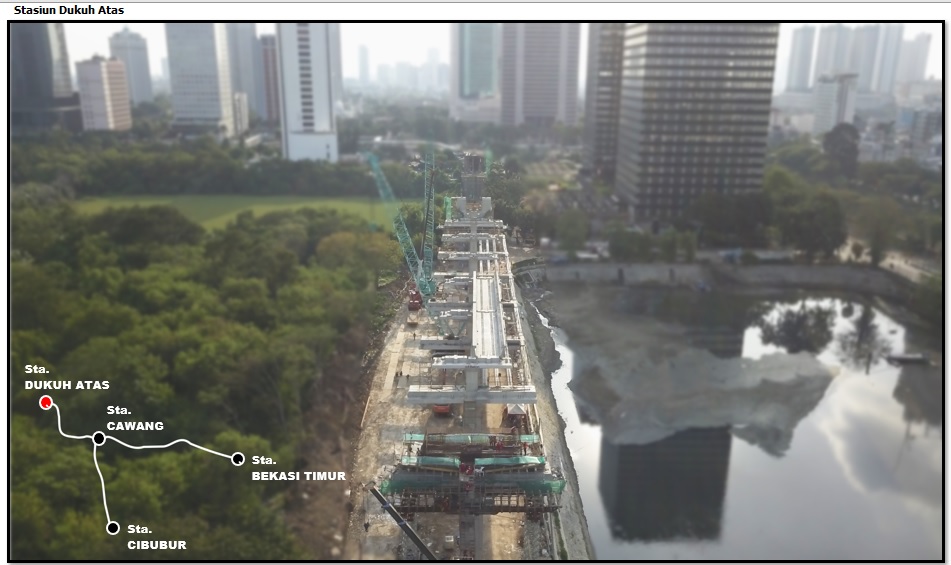 Stasiun Dukuh Atas
Sta.
DUKUH ATAS
Sta.
CAWANG
Sta.
BEKASI TIMUR
Sta.
CIBUBUR